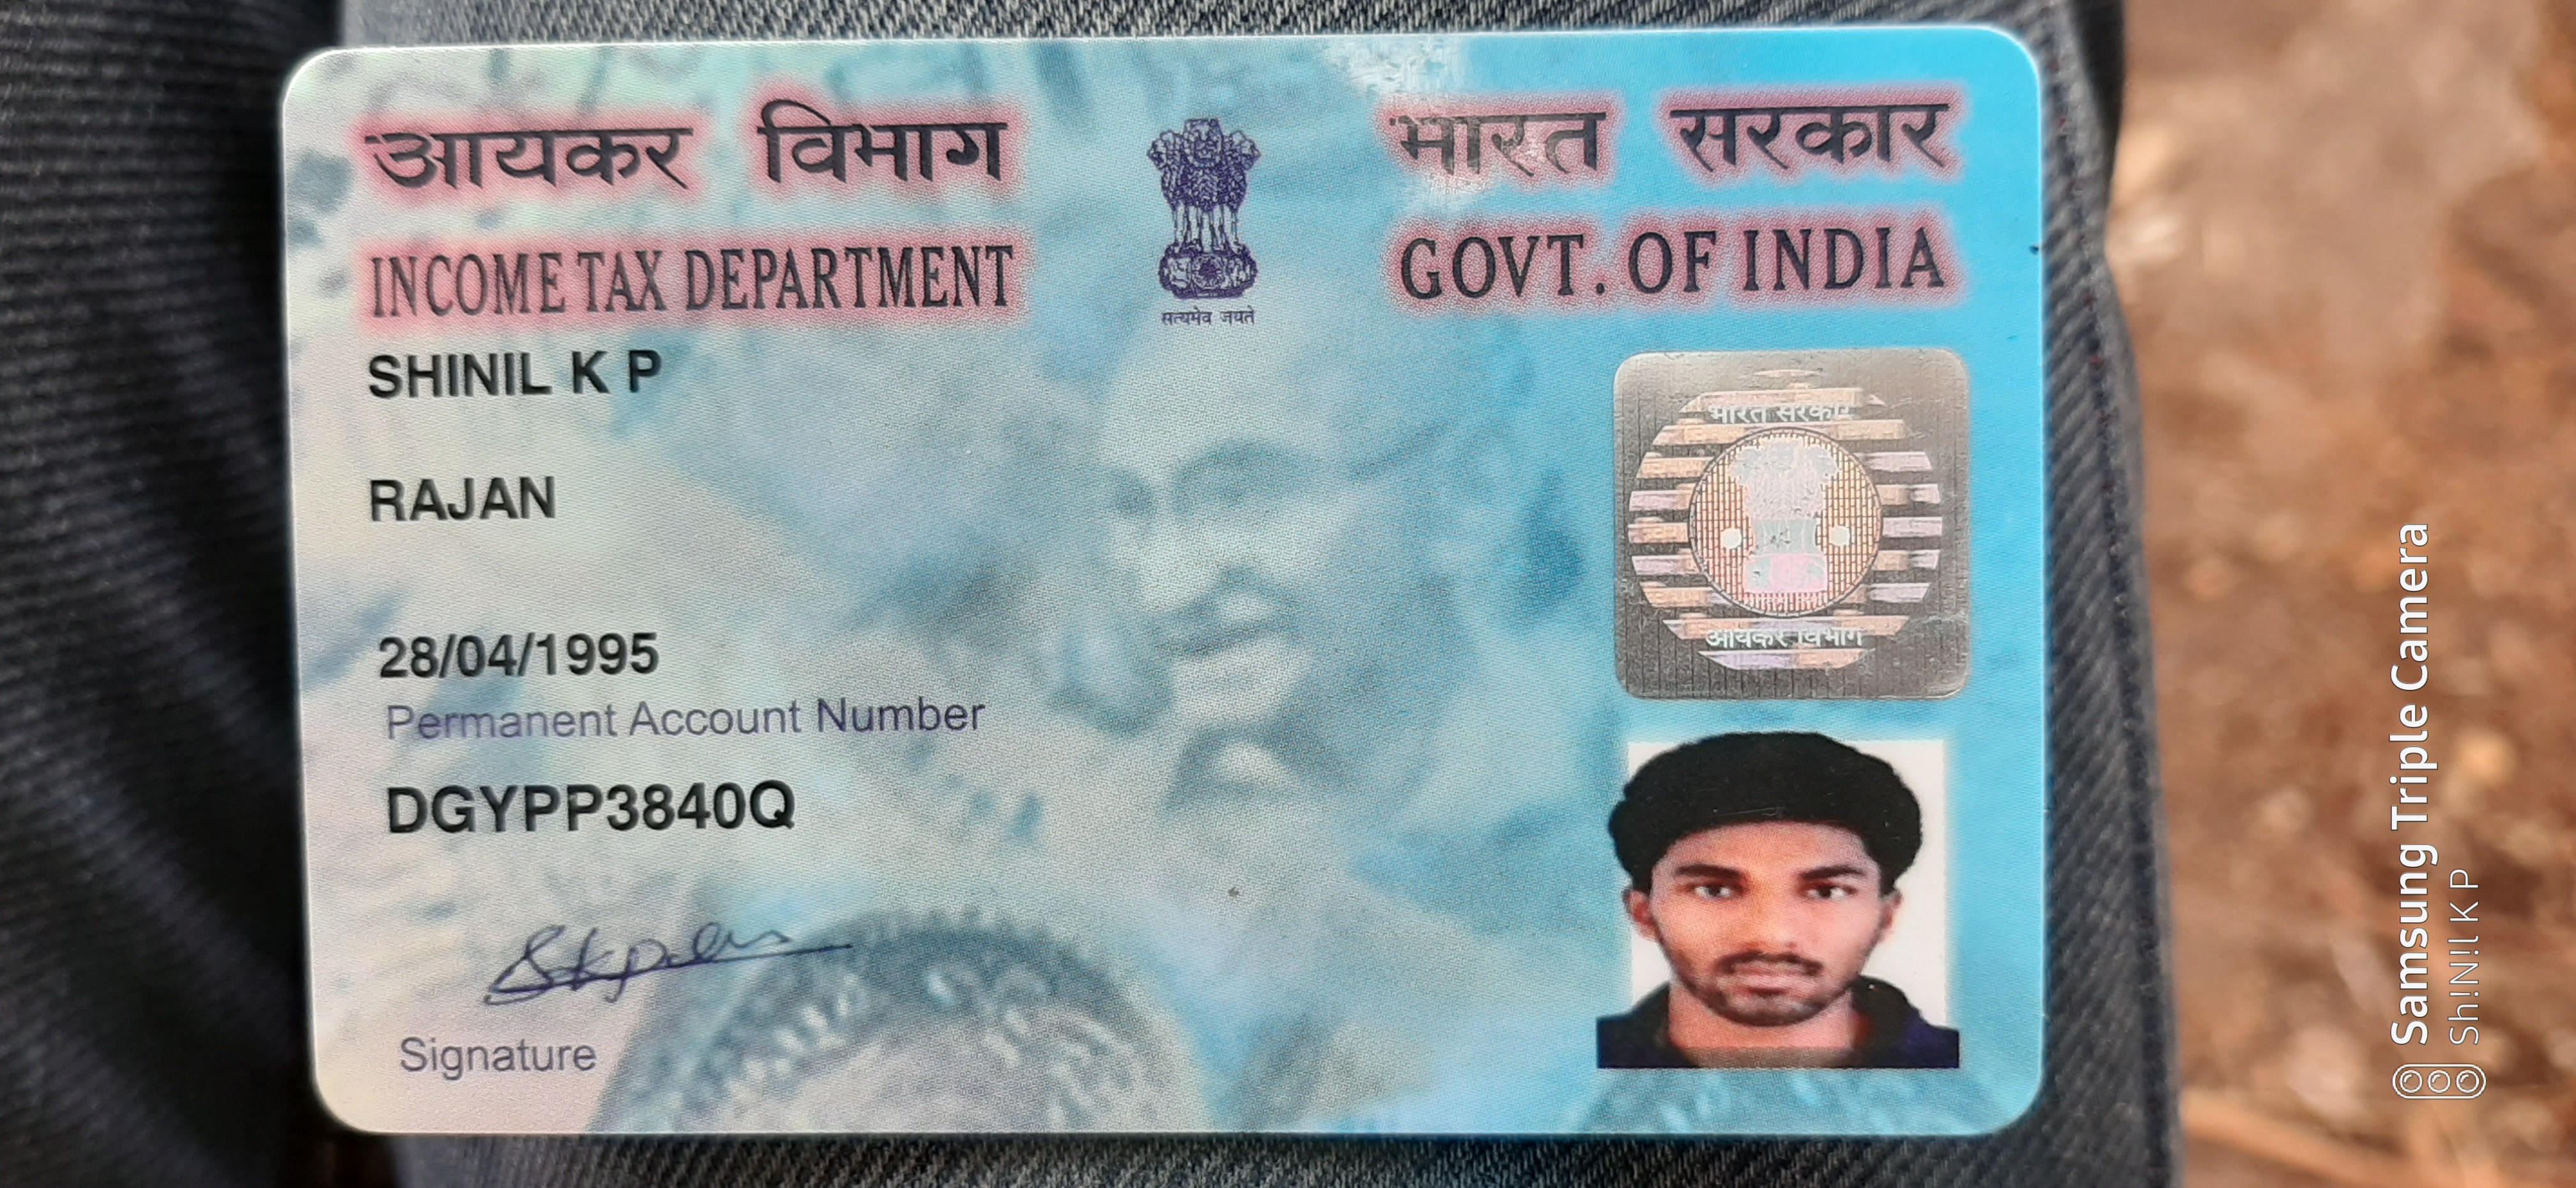 आयकर विभाग
INCOME TAX DEPARTMENT
सत्यमेव जयते
भारत सरकार
GOVT. OF INDIA
SHINIL K P
RAJAN
28/04/1995
Permanent Account Number
DGYPP3840Q
Signature
भारत सरकार
आयकर विभाग
Samsung Triple Camera
Sh!N!l K P